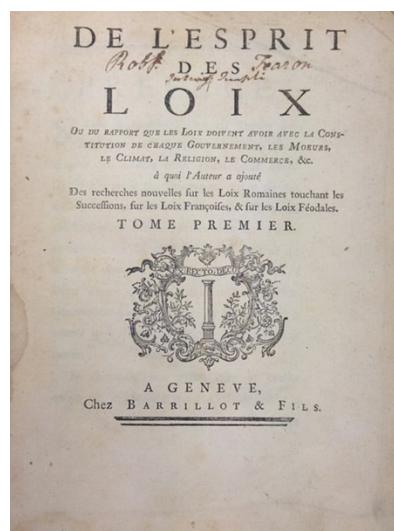 DE L'ESPRIT
Robt. Fearon
DES
LOIX
OU DU RAPPORT QUE LES LOIX DOIVENT AVOIR AVEC LA CONS-
TITUTION DE CHAQUE GOUVERNEMENT, LES MOEURS,
LE CLIMAT, LA RELIGION, LE COMMERCE, &c.
à quoi l'Auteur a ajouté
Des recherches nouvelles sur les Loix Romaines touchant les
Successions, sur les Loix Françoises, & sur les Loix Féodales.
TOME PREMIER.
A GENEVE,
Chez BARRILLOT & FILS.